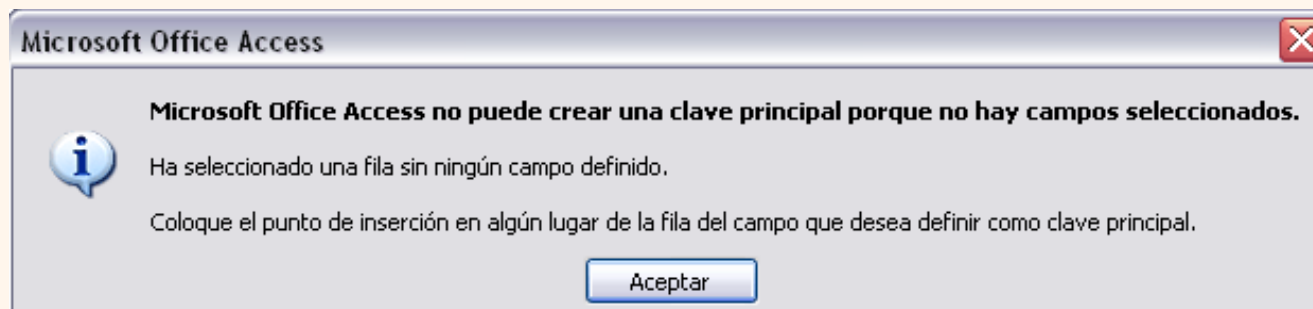 Microsoft Office Access
Microsoft Office Access no puede crear una clave principal porque no hay campos seleccionados.
Ha seleccionado una fila sin ningún campo definido.
Coloque el punto de inserción en algún lugar de la fila del campo que desea definir como clave principal.
Aceptar